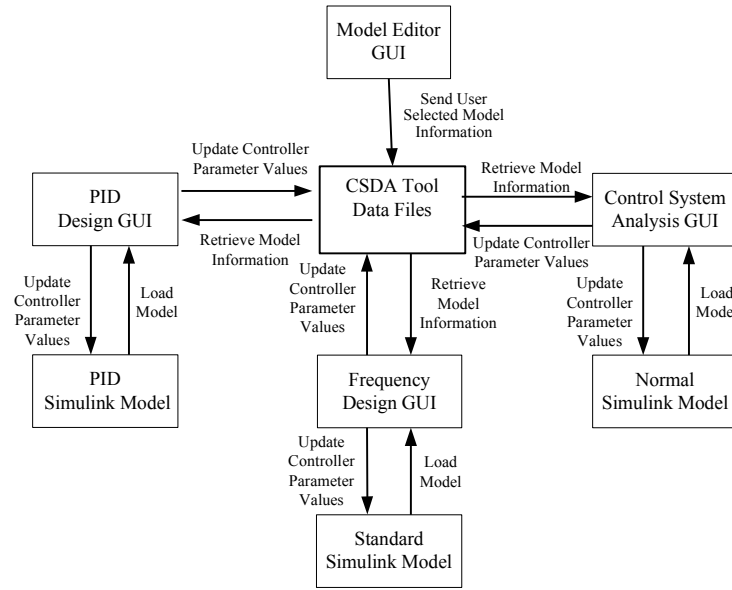 Model Editor
GUI
Send User
Selected Model
Information
Update Controller
Parameter Values
Retrieve Model
Information
PID
Design GUI
CSDA Tool
Data Files
Control System
Analysis GUI
Retrieve Model
Information
Update Controller
Parameter Values
Update
Controller
Parameter
Values
Load
Model
Update
Controller
Parameter
Values
Retrieve
Model
Information
Update
Controller
Parameter
Values
Load
Model
PID
Simulink Model
Frequency
Design GUI
Normal
Simulink Model
Update
Controller
Parameter
Values
Load
Model
Standard
Simulink Model